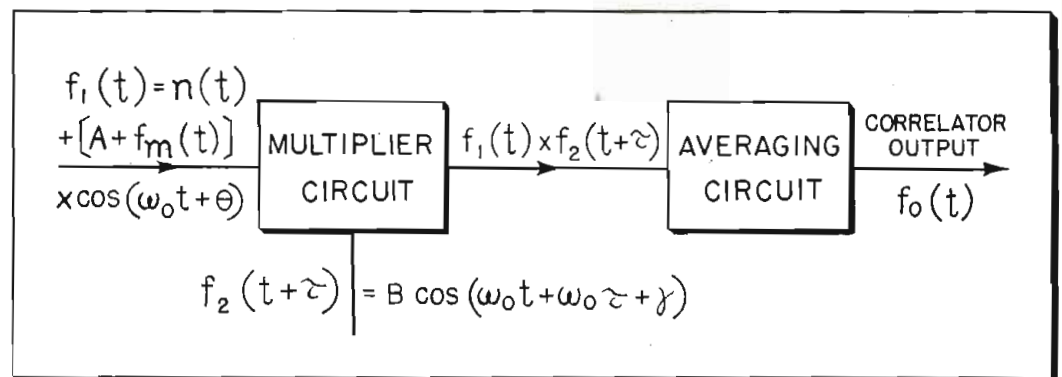 f₁(t)=n(t)
+[A+fm(t)]
×cos(ω₀t+θ)
MULTIPLIER
CIRCUIT
f₁(t)×f₂(t+τ)
AVERAGING
CIRCUIT
CORRELATOR
OUTPUT
f₀(t)
f₂(t+τ) = B cos(ω₀t+ω₀τ+γ)